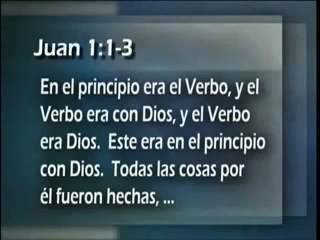 Juan 1:1-3
En el principio era el Verbo, y el
Verbo era con Dios, y el Verbo
era Dios. Este era en el principio
con Dios. Todas las cosas por
él fueron hechas, ...